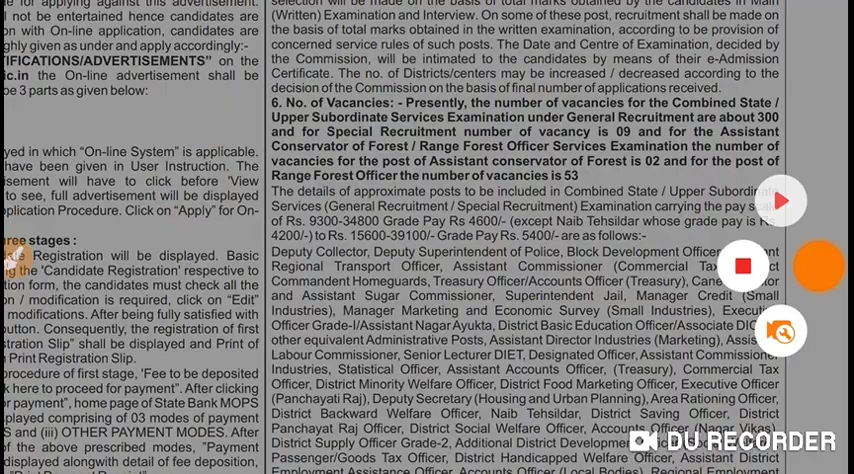 e for applying against this advertisement.
l not be entertained hence candidates are
on with On-line application, candidates are
ghly given as under and apply accordingly:-
TIFICATIONS/ADVERTISEMENTS" on the
ic.in the On-line advertisement shall be
be 3 parts as given below:
yed in which "On-line System" is applicable.
have been given in User Instruction. The
isement will have to click before 'View
to see, full advertisement will be displayed
plication Procedure. Click on "Apply" for On-
hree stages :
Registration will be displayed. Basic
ng the 'Candidate Registration' respective to
tion form, the candidates must check all the
on / modification is required, click on "Edit"
modifications. After being fully satisfied with
button. Consequently, the registration of first
stration Slip" shall be displayed and Print of
Print Registration Slip.
procedure of first stage, 'Fee to be deposited
k here to proceed for payment". After clicking
or payment", home page of State Bank MOPS
splayed comprising of 03 modes of payment
S and (iii) OTHER PAYMENT MODES. After
of the above prescribed modes, "Payment
displayed alongwith detail of fee deposition,
selection will be made on the basis of total marks obtained by the candidates in Main
(Written) Examination and Interview. On some of these post, recruitment shall be made on
the basis of total marks obtained in the written examination, according to be provision of
concerned service rules of such posts. The Date and Centre of Examination, decided by
the Commission, will be intimated to the candidates by means of their e-Admission
Certificate. The no. of Districts/centers may be increased / decreased according to the
decision of the Commission on the basis of final number of applications received.
6. No. of Vacancies: - Presently, the number of vacancies for the Combined State /
Upper Subordinate Services Examination under General Recruitment are about 300
and for Special Recruitment number of vacancy is 09 and for the Assistant
Conservator of Forest / Range Forest Officer Services Examination the number of
vacancies for the post of Assistant conservator of Forest is 02 and for the post of
Range Forest Officer the number of vacancies is 53
The details of approximate posts to be included in Combined State / Upper Subordinate
Services (General Recruitment / Special Recruitment) Examination carrying the pay scale
of Rs. 9300-34800 Grade Pay Rs 4600/- (except Naib Tehsildar whose grade pay is Rs.
4200/-) to Rs. 15600-39100/- Grade Pay Rs. 5400/- are as follows:-
Deputy Collector, Deputy Superintendent of Police, Block Development Officer,
Regional Transport Officer, Assistant Commissioner (Commercial Tax
Commandent Homeguards, Treasury Officer/Accounts Officer (Treasury), Cane
and Assistant Sugar Commissioner, Superintendent Jail, Manager Credit (Small
Industries), Manager Marketing and Economic Survey (Small Industries),
Officer Grade-I/Assistant Nagar Ayukta, District Basic Education Officer/Associate
other equivalent Administrative Posts, Assistant Director Industries (Marketing),
Labour Commissioner, Senior Lecturer DIET, Designated Officer, Assistant Commissioner
Industries, Statistical Officer, Assistant Accounts Officer, (Treasury), Commercial Tax
Officer, District Minority Welfare Officer, District Food Marketing Officer, Executive Officer
(Panchayati Raj), Deputy Secretary (Housing and Urban Planning), Area Rationing Officer,
District Backward Welfare Officer, Naib Tehsildar, District Saving Officer, District
Panchayat Raj Officer, District Social Welfare Officer, Accounts Officer (Nagar Vikas),
District Supply Officer Grade-2, Additional District Development
Passenger/Goods Tax Officer, District Handicapped Welfare Officer, Assistant District
Employment Assistance Officer, Accounts Officer (Local Bodies), Regional Employment
DU RECORDER